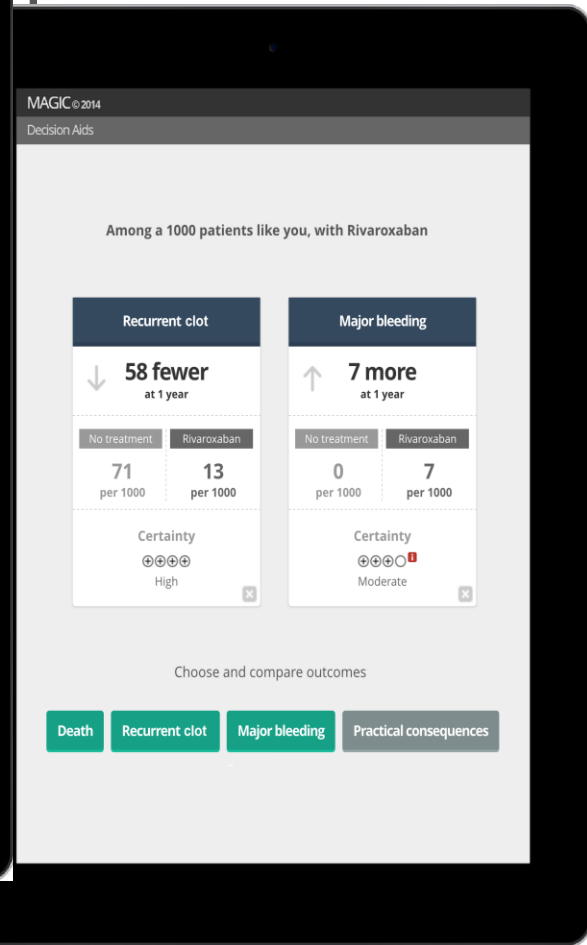 MAGIC © 2014
Decision Aids
Among a 1000 patients like you, with Rivaroxaban
Recurrent clot
58 fewer
at 1 year
No treatment Rivaroxaban
71 13
per 1000 per 1000
Certainty
High
Major bleeding
7 more
at 1 year
No treatment Rivaroxaban
0 7
per 1000 per 1000
Certainty
i
Moderate
Choose and compare outcomes
Death Recurrent clot Major bleeding Practical consequences